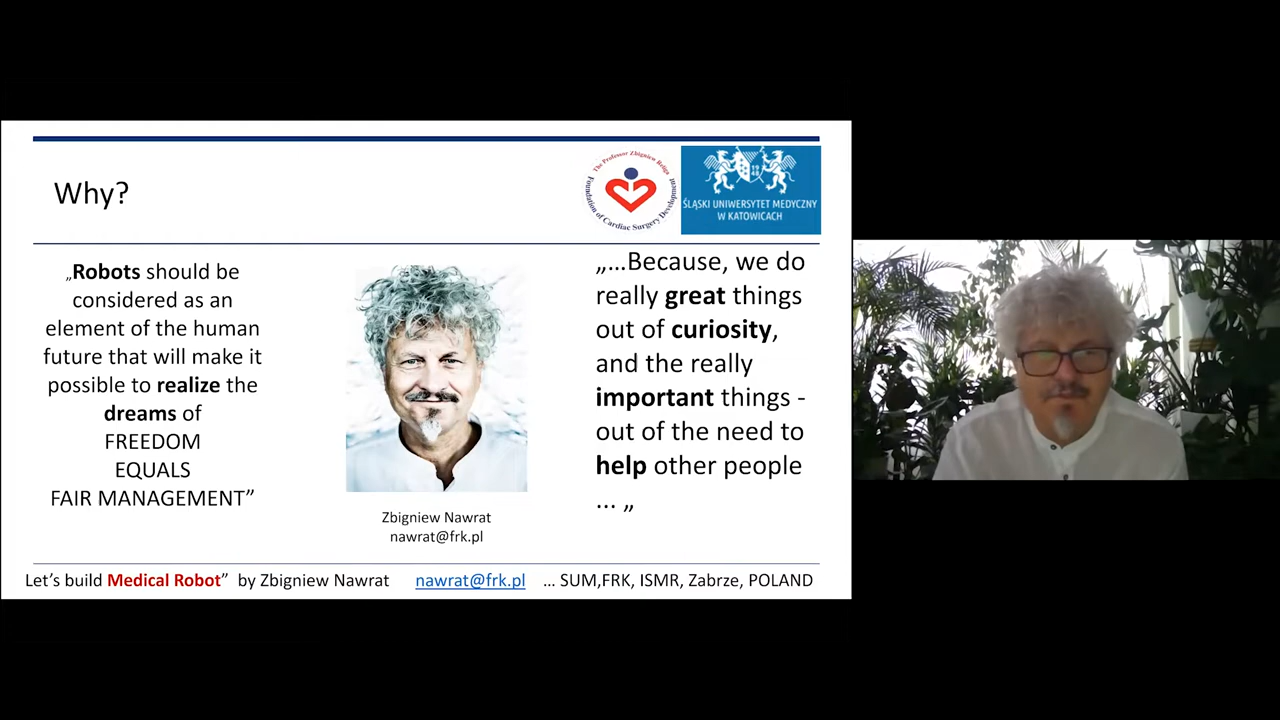 Why?
The Professor Zbigniew Religa
Foundation of Cardiac Surgery Development
ŚLĄSKI UNIWERSYTET MEDYCZNY
W KATOWICACH
„Robots should be
considered as an
element of the human
future that will make it
possible to realize the
dreams of
FREEDOM
EQUALS
FAIR MANAGEMENT”
Zbigniew Nawrat
nawrat@frk.pl
„…Because, we do
really great things
out of curiosity,
and the really
important things -
out of the need to
help other people
... „
Let’s build Medical Robot” by Zbigniew Nawrat nawrat@frk.pl … SUM,FRK, ISMR, Zabrze, POLAND